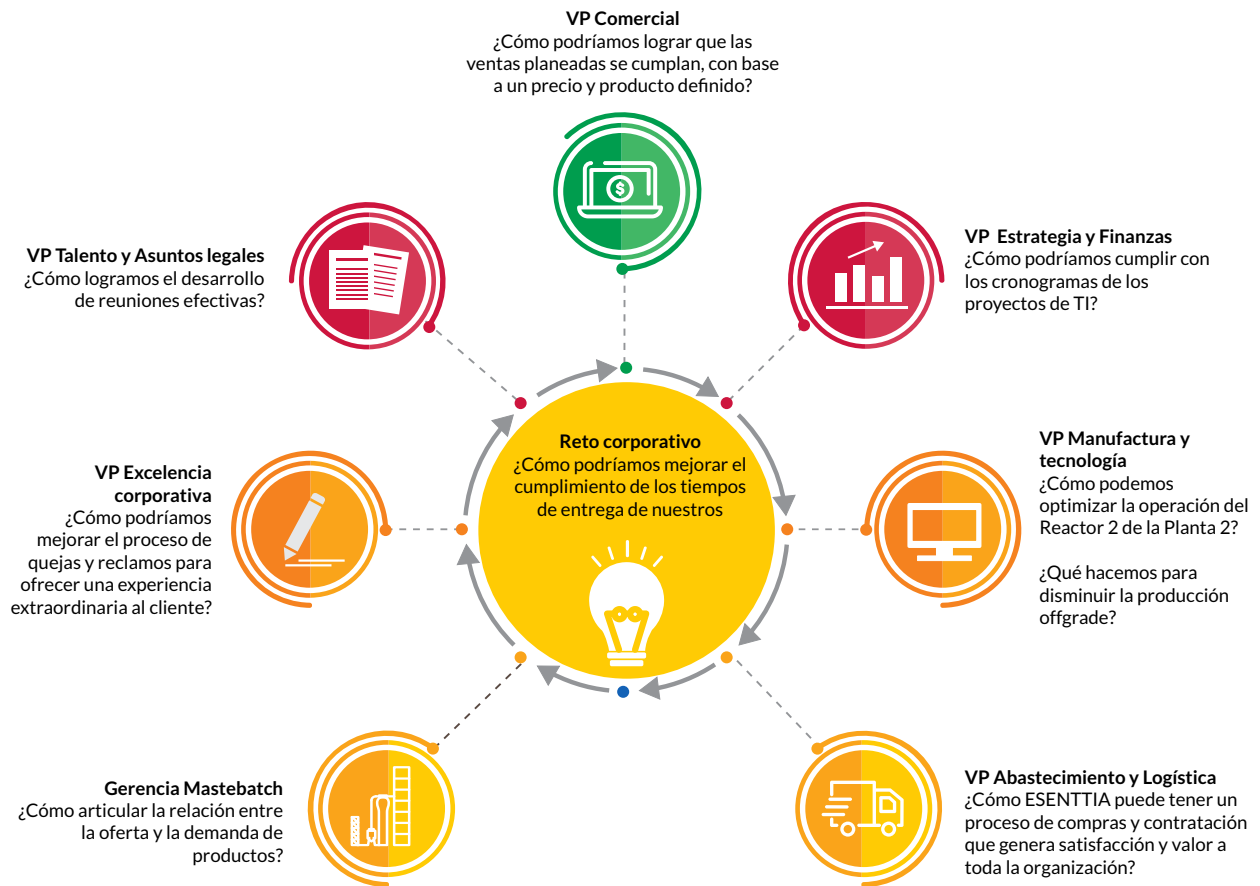 VP Comercial
¿Cómo podríamos lograr que las
ventas planeadas se cumplan, con base
a un precio y producto definido?
$
VP Talento y Asuntos legales
¿Cómo logramos el desarrollo
de reuniones efectivas?
VP Estrategia y Finanzas
¿Cómo podríamos cumplir con
los cronogramas de los
proyectos de TI?
Reto corporativo
¿Cómo podríamos mejorar el
cumplimiento de los tiempos
de entrega de nuestros
VP Excelencia
corporativa
¿Cómo podríamos
mejorar el proceso de
quejas y reclamos para
ofrecer una experiencia
extraordinaria al cliente?
VP Manufactura y
tecnología
¿Cómo podemos
optimizar la operación del
Reactor 2 de la Planta 2?
¿Qué hacemos para
disminuir la producción
offgrade?
Gerencia Mastebatch
¿Cómo articular la relación entre
la oferta y la demanda de
productos?
VP Abastecimiento y Logística
¿Cómo ESENTTIA puede tener un
proceso de compras y contratación
que genera satisfacción y valor a
toda la organización?